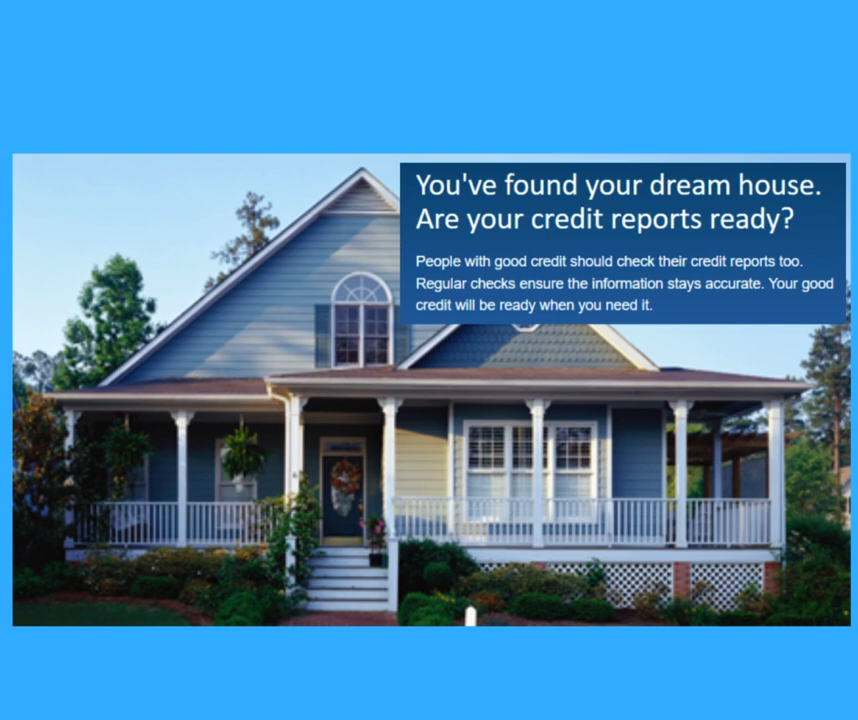 You've found your dream house.
Are your credit reports ready?
People with good credit should check their credit reports too.
Regular checks ensure the information stays accurate. Your good
credit will be ready when you need it.